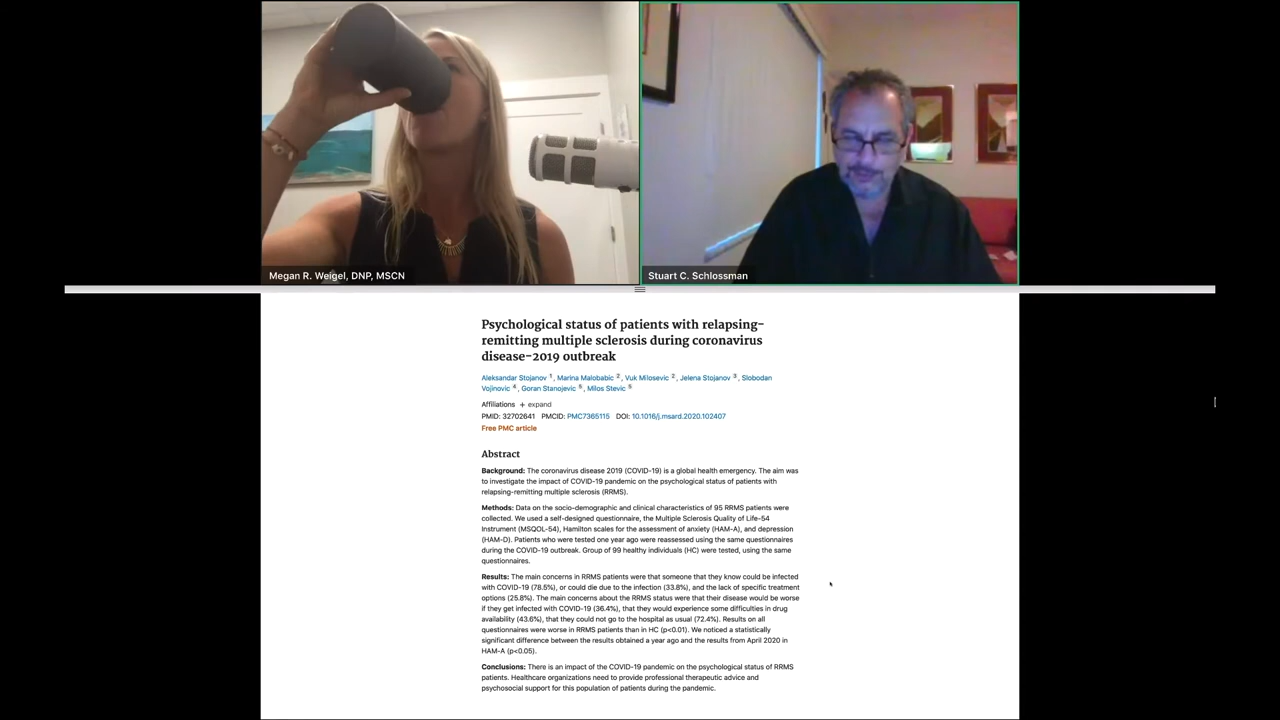 Megan R. Weigel, DNP, MSCN
Stuart C. Schlossman
Psychological status of patients with relapsing-
remitting multiple sclerosis during coronavirus
disease-2019 outbreak
Aleksandar Stojanov 1, Marina Malobabic 2, Vuk Milosevic 2, Jelena Stojanov 3, Slobodan
Vojinovic 4, Goran Stanojevic 5, Milos Stevic 5
Affiliations + expand
PMID: 32702641 PMCID: PMC7365115 DOI: 10.1016/j.msard.2020.102407
Free PMC article
Abstract
Background: The coronavirus disease 2019 (COVID-19) is a global health emergency. The aim was
to investigate the impact of COVID-19 pandemic on the psychological status of patients with
relapsing-remitting multiple sclerosis (RRMS).
Methods: Data on the socio-demographic and clinical characteristics of 95 RRMS patients were
collected. We used a self-designed questionnaire, the Multiple Sclerosis Quality of Life-54
Instrument (MSQOL-54), Hamilton scales for the assessment of anxiety (HAM-A), and depression
(HAM-D). Patients who were tested one year ago were reassessed using the same questionnaires
during the COVID-19 outbreak. Group of 99 healthy individuals (HC) were tested, using the same
questionnaires.
Results: The main concerns in RRMS patients were that someone that they know could be infected
with COVID-19 (78.5%), or could die due to the infection (33.8%), and the lack of specific treatment
options (25.8%). The main concerns about the RRMS status were that their disease would be worse
if they get infected with COVID-19 (36.4%), that they would experience some difficulties in drug
availability (43.6%), that they could not go to the hospital as usual (72.4%). Results on all
questionnaires were worse in RRMS patients than in HC (p<0.01). We noticed a statistically
significant difference between the results obtained a year ago and the results from April 2020 in
HAM-A (p<0.05).
Conclusions: There is an impact of the COVID-19 pandemic on the psychological status of RRMS
patients. Healthcare organizations need to provide professional therapeutic advice and
psychosocial support for this population of patients during the pandemic.